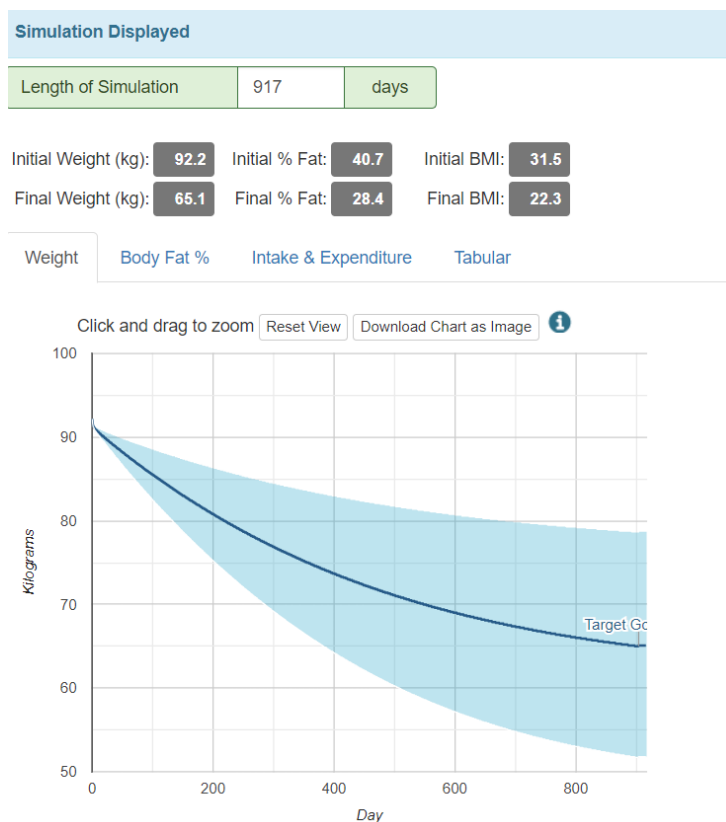 Simulation Displayed
Length of Simulation 917 days
Initial Weight (kg): 92.2 Initial % Fat: 40.7 Initial BMI: 31.5
Final Weight (kg): 65.1 Final % Fat: 28.4 Final BMI: 22.3
Weight Body Fat % Intake & Expenditure Tabular
Click and drag to zoom Reset View Download Chart as Image i
100
90
80
70
60
50
Kilograms
Target Go
0 200 400 600 800
Day